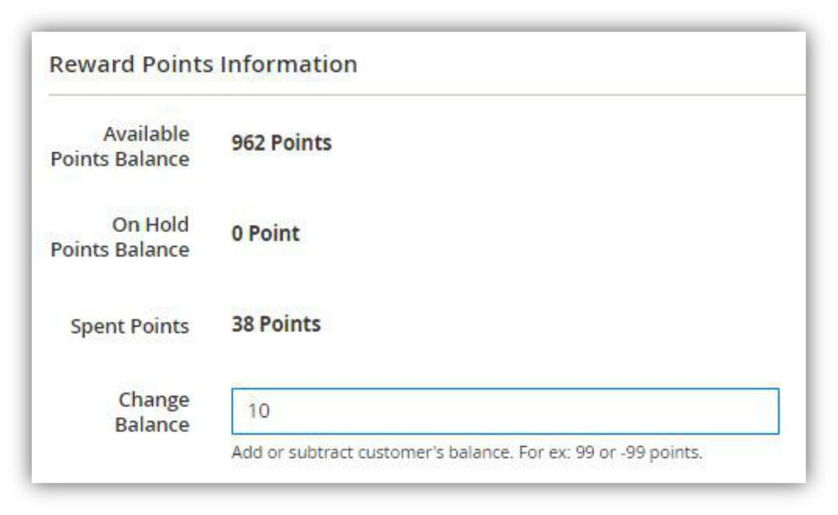 Reward Points Information
Available
Points Balance
962 Points
On Hold
Points Balance
0 Point
Spent Points
38 Points
Change
Balance
10
Add or subtract customer's balance. For ex: 99 or -99 points.